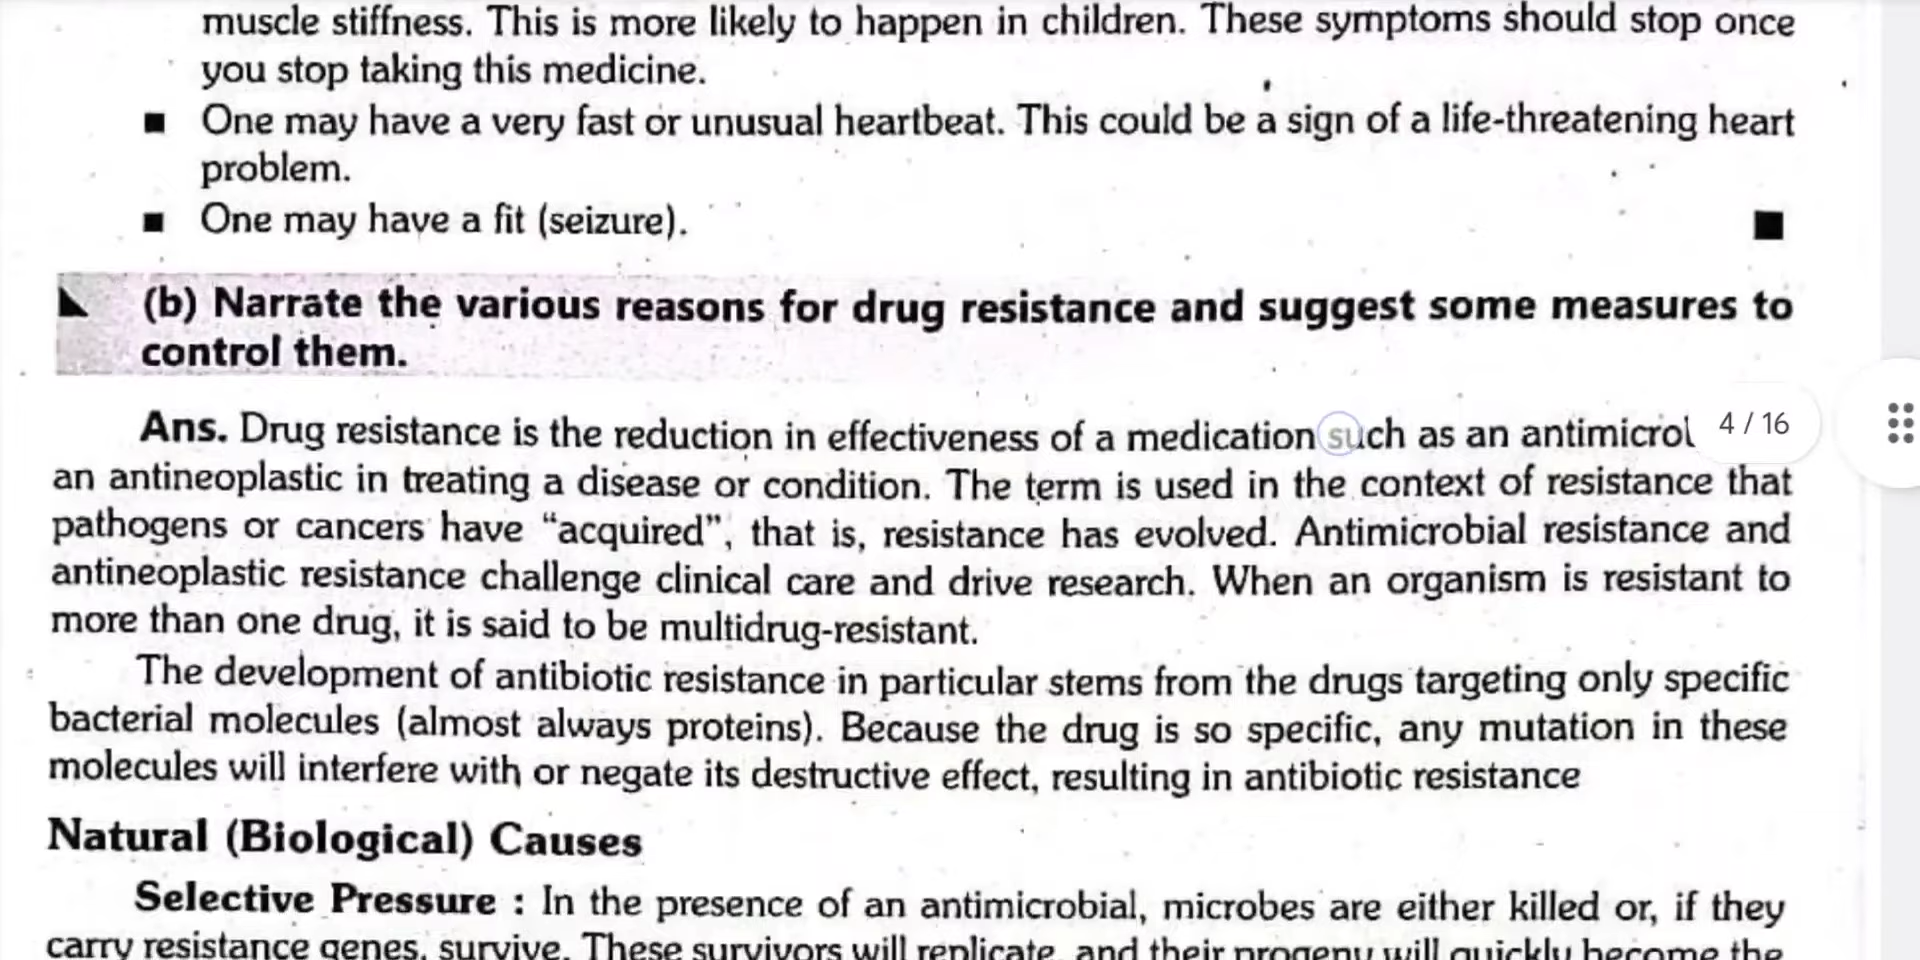 muscle stiffness. This is more likely to happen in children. These symptoms should stop once
you stop taking this medicine.
■ One may have a very fast or unusual heartbeat. This could be a sign of a life-threatening heart
problem.
■ One may have a fit (seizure).
(b) Narrate the various reasons for drug resistance and suggest some measures to
control them.
Ans. Drug resistance is the reduction in effectiveness of a medication such as an
4 / 16
an antineoplastic in treating a disease or condition. The term is used in the context of resistance that
pathogens or cancers have “acquired”, that is, resistance has evolved. Antimicrobial resistance and
antineoplastic resistance challenge clinical care and drive research. When an organism is resistant to
more than one drug, it is said to be multidrug-resistant.
The development of antibiotic resistance in particular stems from the drugs targeting only specific
bacterial molecules (almost always proteins). Because the drug is so specific, any mutation in these
molecules will interfere with or negate its destructive effect, resulting in antibiotic resistance
Natural (Biological) Causes
Selective Pressure : In the presence of an antimicrobial, microbes are either killed or, if they
carry resistance genes, survive. These survivors will replicate, and their progeny will quickly become the